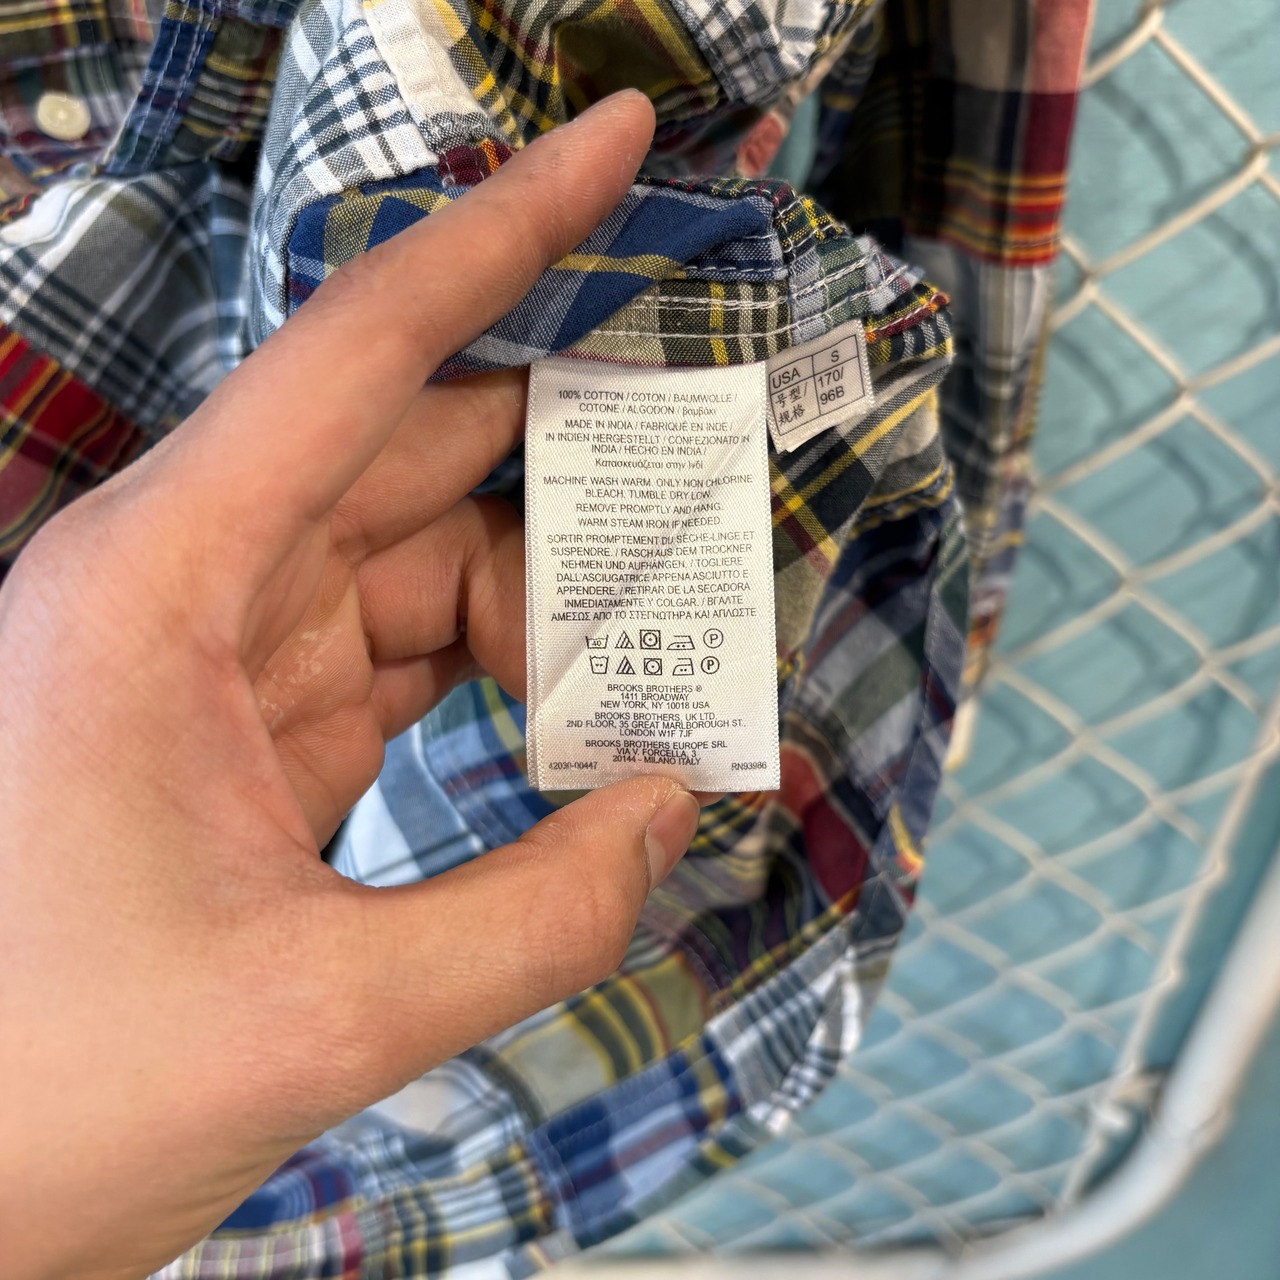 100% COTTON / COTON / BAUMWOLLE /
COTONE / ALGODON / βαμβάκι
MADE IN INDIA / FABRIQUÉ EN INDE /
IN INDIEN HERGESTELLT / CONFEZIONATO IN
INDIA / HECHO EN INDIA /
Κατασκευάζεται στην Ινδί
MACHINE WASH WARM. ONLY NON CHLORINE
BLEACH. TUMBLE DRY LOW.
REMOVE PROMPTLY AND HANG.
WARM STEAM IRON IF NEEDED.
SORTIR PROMPTEMENT DU SÈCHE-LINGE ET
SUSPENDRE. / RASCH AUS DEM TROCKNER
NEHMEN UND AUFHÄNGEN. / TOGLIERE
DALL'ASCIUGATRICE APPENA ASCIUTTO E
APPENDERE. / RETIRAR DE LA SECADORA
INMEDIATAMENTE Y COLGAR. / ΒΓΑΛΤΕ
ΑΜΕΣΩΣ ΑΠΟ ΤΟ ΣΤΕΓΝΩΤΗΡΑ ΚΑΙ ΑΠΛΩΣΤΕ
40 P
P
BROOKS BROTHERS ®
1411 BROADWAY
NEW YORK, NY 10018 USA
BROOKS BROTHERS, UK LTD
2ND FLOOR, 35 GREAT MARLBOROUGH ST.,
LONDON W1F 7JF
BROOKS BROTHERS EUROPE SRL
VIA V. FORCELLA, 3
20144 - MILANO ITALY
42030-00447 RN93986
USA S
号型/ 170/
规格 96B